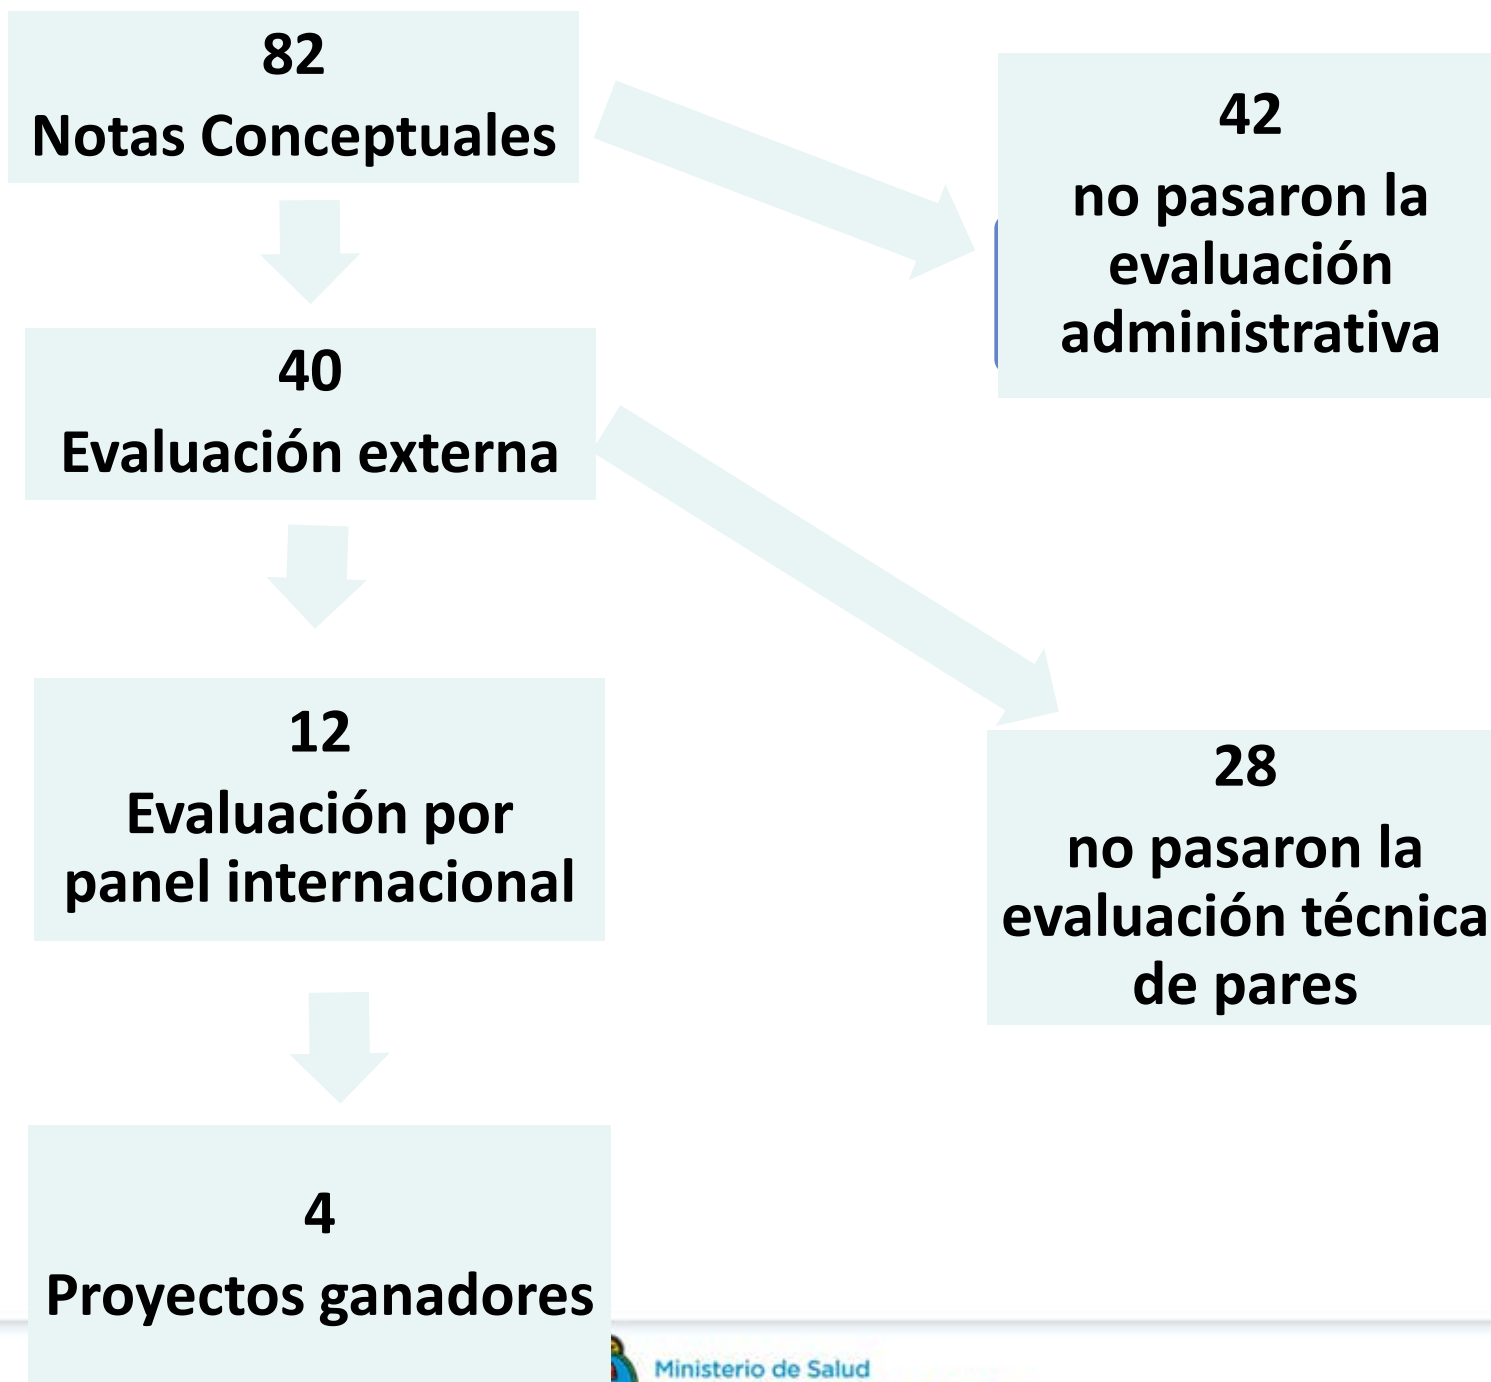 82
Notas Conceptuales
42
no pasaron la
evaluación
administrativa
40
Evaluación externa
12
Evaluación por
panel internacional
28
no pasaron la
evaluación técnica
de pares
4
Proyectos ganadores
Ministerio de Salud